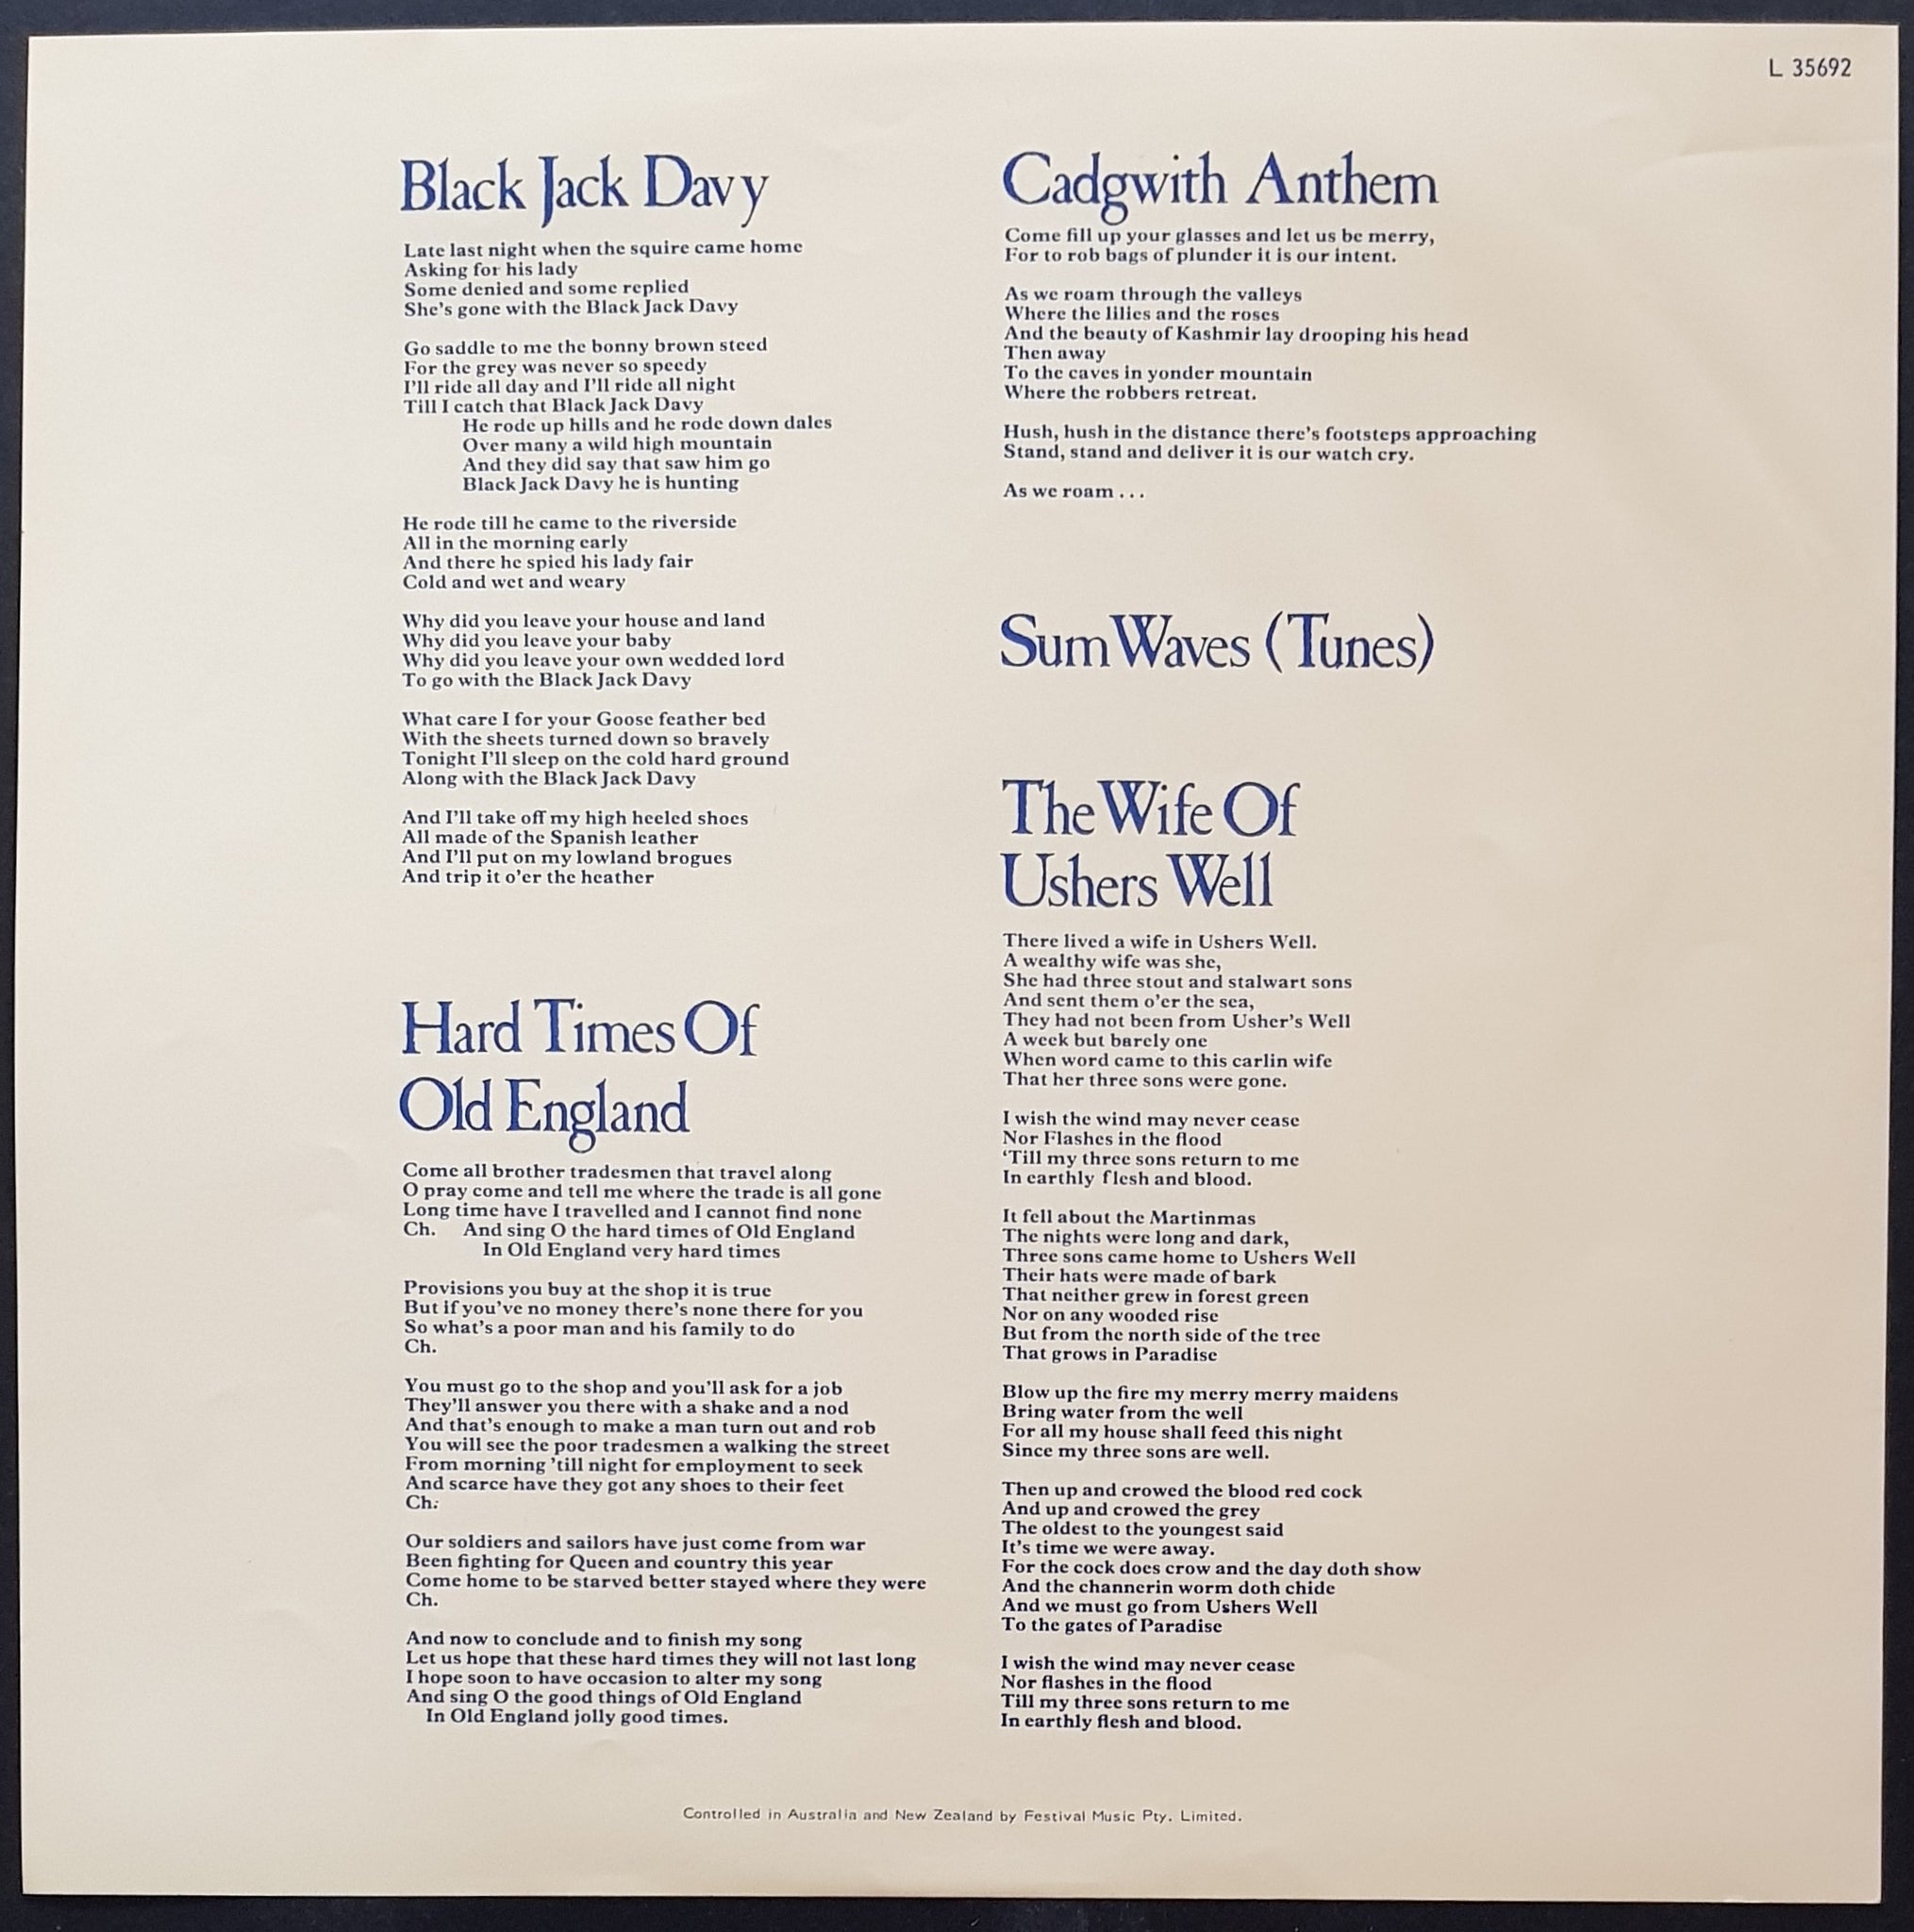 L 35692
Black Jack Davy
Late last night when the squire came home
Asking for his lady
Some denied and some replied
She's gone with the Black Jack Davy
Go saddle to me the bonny brown steed
For the grey was never so speedy
I'll ride all day and I'll ride all night
Till I catch that Black Jack Davy
He rode up hills and he rode down dales
Over many a wild high mountain
And they did say that saw him go
Black Jack Davy he is hunting
He rode till he came to the riverside
All in the morning early
And there he spied his lady fair
Cold and wet and weary
Why did you leave your house and land
Why did you leave your baby
Why did you leave your own wedded lord
To go with the Black Jack Davy
What care I for your Goose feather bed
With the sheets turned down so bravely
Tonight I'll sleep on the cold hard ground
Along with the Black Jack Davy
And I'll take off my high heeled shoes
All made of the Spanish leather
And I'll put on my lowland brogues
And trip it o'er the heather
Hard Times Of
Old England
Come all brother tradesmen that travel along
O pray come and tell me where the trade is all gone
Long time have I travelled and I cannot find none
Ch. And sing O the hard times of Old England
In Old England very hard times
Provisions you buy at the shop it is true
But if you've no money there's none there for you
So what's a poor man and his family to do
Ch.
You must go to the shop and you'll ask for a job
They'll answer you there with a shake and a nod
And that's enough to make a man turn out and rob
You will see the poor tradesmen a walking the street
From morning 'till night for employment to seek
And scarce have they got any shoes to their feet
Ch:
Our soldiers and sailors have just come from war
Been fighting for Queen and country this year
Come home to be starved better stayed where they were
Ch.
And now to conclude and to finish my song
Let us hope that these hard times they will not last long
I hope soon to have occasion to alter my song
And sing O the good things of Old England
In Old England jolly good times.
Cadgwith Anthem
Come fill up your glasses and let us be merry,
For to rob bags of plunder it is our intent.
As we roam through the valleys
Where the lilies and the roses
And the beauty of Kashmir lay drooping his head
Then away
To the caves in yonder mountain
Where the robbers retreat.
Hush, hush in the distance there's footsteps approaching
Stand, stand and deliver it is our watch cry.
As we roam . . .
Sum Waves (Tunes)
The Wife Of
Ushers Well
There lived a wife in Ushers Well.
A wealthy wife was she,
She had three stout and stalwart sons
And sent them o'er the sea,
They had not been from Usher's Well
A week but barely one
When word came to this carlin wife
That her three sons were gone.
I wish the wind may never cease
Nor Flashes in the flood
'Till my three sons return to me
In earthly flesh and blood.
It fell about the Martinmas
The nights were long and dark,
Three sons came home to Ushers Well
Their hats were made of bark
That neither grew in forest green
Nor on any wooded rise
But from the north side of the tree
That grows in Paradise
Blow up the fire my merry merry maidens
Bring water from the well
For all my house shall feed this night
Since my three sons are well.
Then up and crowed the blood red cock
And up and crowed the grey
The oldest to the youngest said
It's time we were away.
For the cock does crow and the day doth show
And the channerin worm doth chide
And we must go from Ushers Well
To the gates of Paradise
I wish the wind may never cease
Nor flashes in the flood
Till my three sons return to me
In earthly flesh and blood.
Controlled in Australia and New Zealand by Festival Music Pty. Limited.